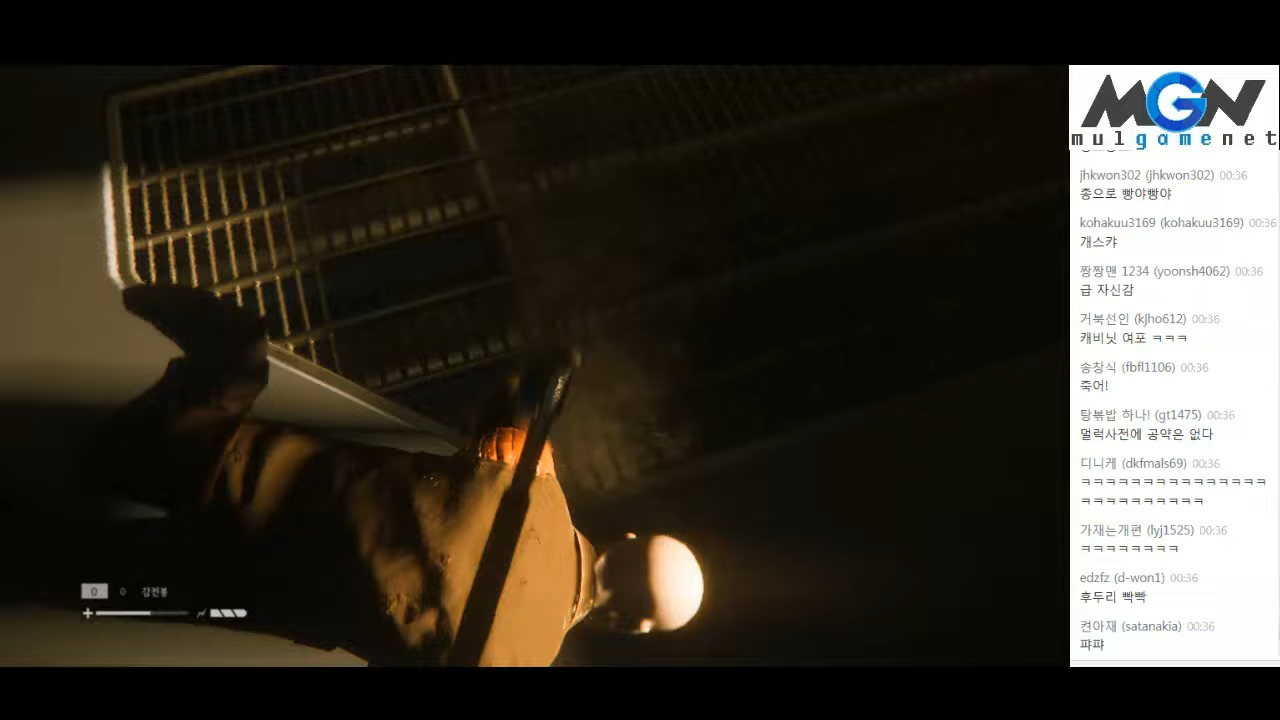 MGN
mulgamenet
jhkwon302 (jhkwon302) 00:36
총으로 빵야빵야
kohakuu3169 (kohakuu3169) 00:36
개스캬
짱짱맨 1234 (yoonsh4062) 00:36
급 자신감
거북선인 (kjho612) 00:36
캐비닛 여포 ㅋㅋㅋ
송창식 (fbfl1106) 00:36
죽어!
탕볶밥 하나! (gt1475) 00:36
멀럭사전에 공약은 없다
디니케 (dkfmals69) 00:36
ㅋㅋㅋㅋㅋㅋㅋㅋㅋㅋㅋㅋㅋㅋㅋ
ㅋㅋㅋㅋㅋㅋㅋㅋㅋㅋ
가재는개편 (lyj1525) 00:36
ㅋㅋㅋㅋㅋㅋㅋㅋ
edzfz (d-won1) 00:36
후두리 빡빡
켠아재 (satanakia) 00:36
퍄퍄
0 0 감전봉